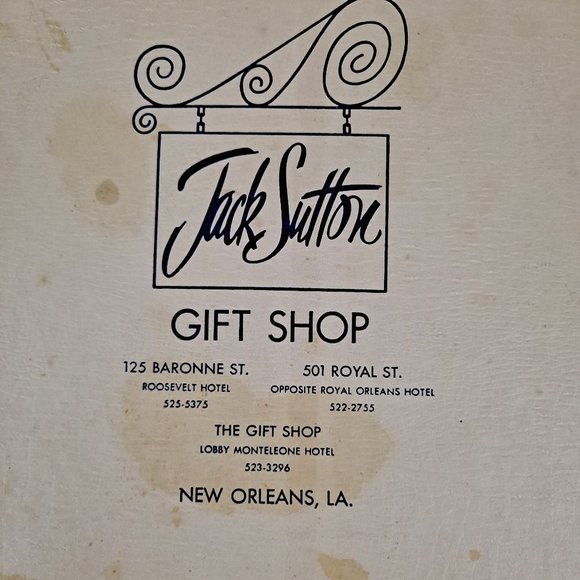 Jack Sutton
GIFT SHOP
125 BARONNE ST.
ROOSEVELT HOTEL
525-5375
501 ROYAL ST.
OPPOSITE ROYAL ORLEANS HOTEL
522-2755
THE GIFT SHOP
LOBBY MONTELEONE HOTEL
523-3296
NEW ORLEANS, LA.